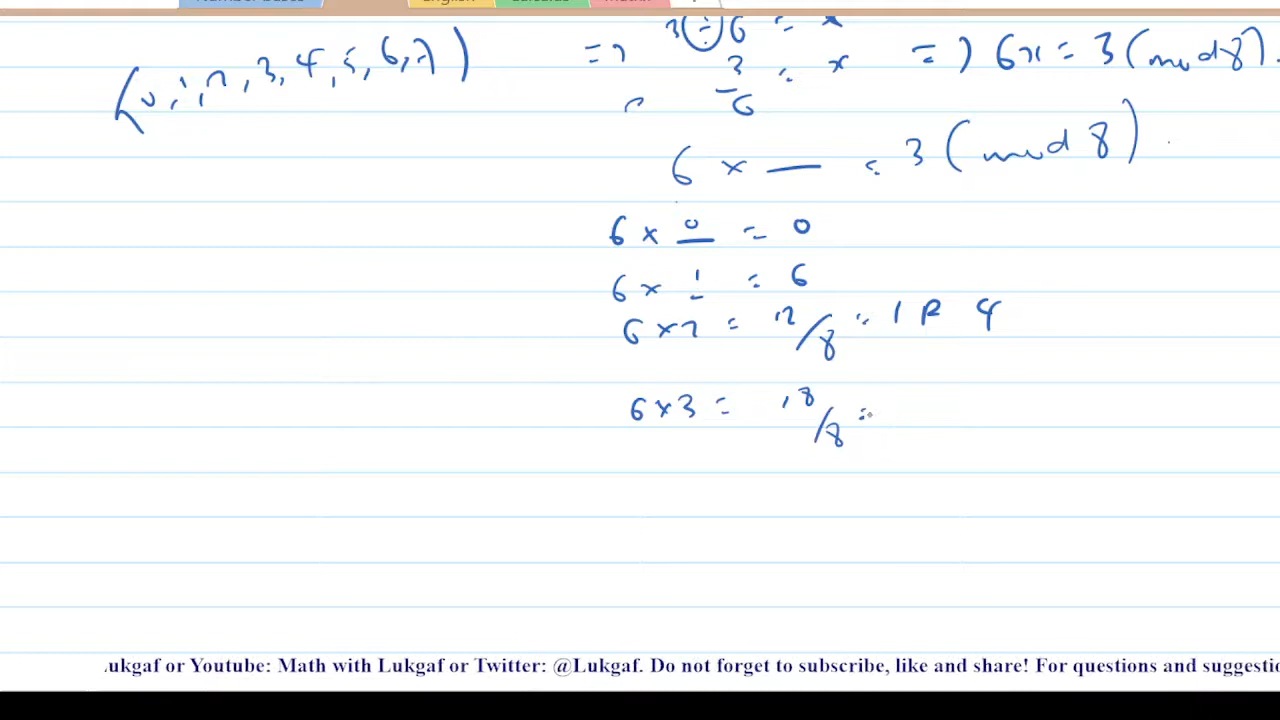 English
3 ÷ 6 = x
(0, 1, 2, 3, 4, 5, 6, 7) => 3/6 = x => 6x = 3 (mod 8).
6 x — = 3 (mod 8)
6 x 0 = 0
6 x 1 = 6
6 x 2 = 12/8 = 1 R 4
6 x 3 = 18/8 =
.ukgaf or Youtube: Math with Lukgaf or Twitter: @Lukgaf. Do not forget to subscribe, like and share! For questions and suggestio